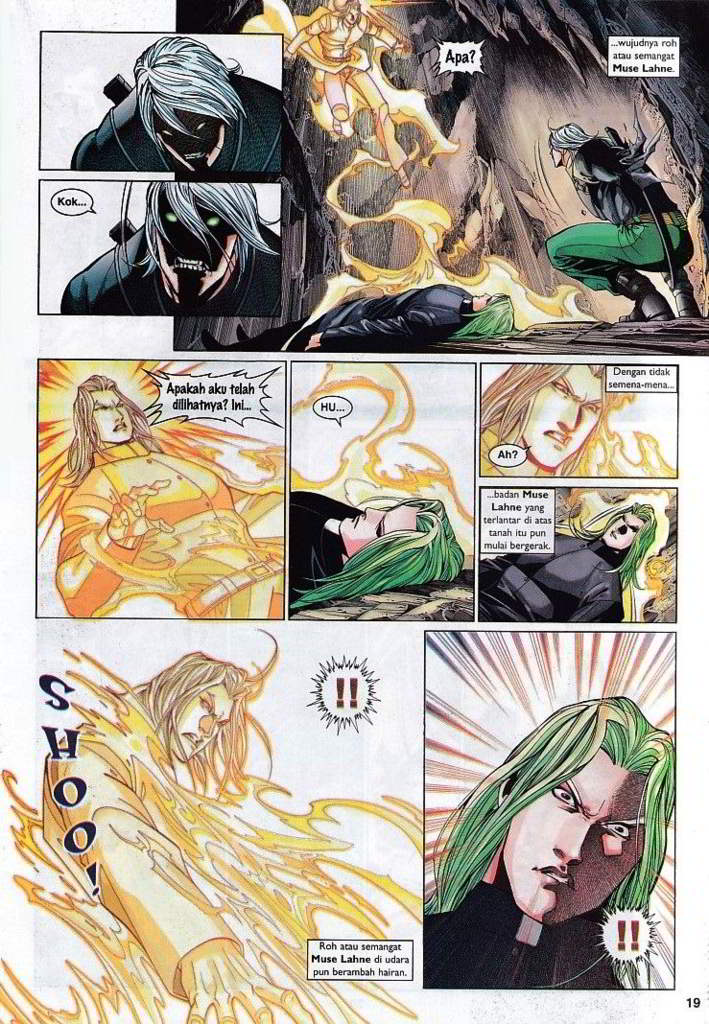 Kok...
Apa?
...wujudnya roh
atau semangat
Muse Lahne.
Apakah aku telah
dilihatnya? Ini...
HU...
Dengan tidak
semena-mena...
Ah?
...badan Muse
Lahne yang
terlantar di atas
tanah itu pun
mulai bergerak.
SHOOO!
!!
Roh atau semangat
Muse Lahne di udara
pun berambah hairan.
!!
19